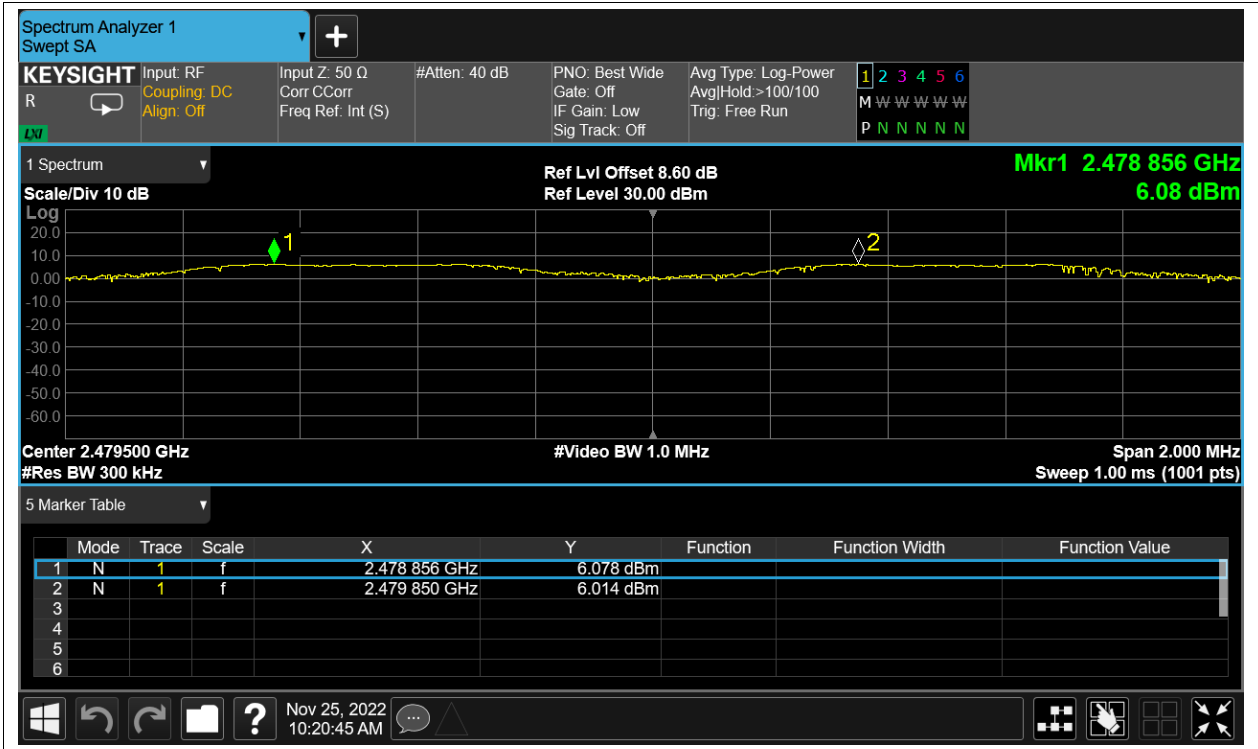 Spectrum Analyzer 1
Swept SA
KEYSIGHT
R
LXI
Input: RF
Coupling: DC
Align: Off
Input Z: 50 Ω
Corr CCorr
Freq Ref: Int (S)
#Atten: 40 dB
PNO: Best Wide
Gate: Off
IF Gain: Low
Sig Track: Off
Avg Type: Log-Power
Avg|Hold:>100/100
Trig: Free Run
1 2 3 4 5 6
M W W W W W
P N N N N N
1 Spectrum
Scale/Div 10 dB
Ref Lvl Offset 8.60 dB
Ref Level 30.00 dBm
Mkr1 2.478 856 GHz
6.08 dBm
Log
20.0
10.0
0.00
-10.0
-20.0
-30.0
-40.0
-50.0
-60.0
1
2
Center 2.479500 GHz
#Res BW 300 kHz
#Video BW 1.0 MHz
Span 2.000 MHz
Sweep 1.00 ms (1001 pts)
5 Marker Table
Mode Trace Scale X Y Function Function Width Function Value
1 N 1 f 2.478 856 GHz 6.078 dBm
2 N 1 f 2.479 850 GHz 6.014 dBm
3
4
5
6
?
Nov 25, 2022
10:20:45 AM